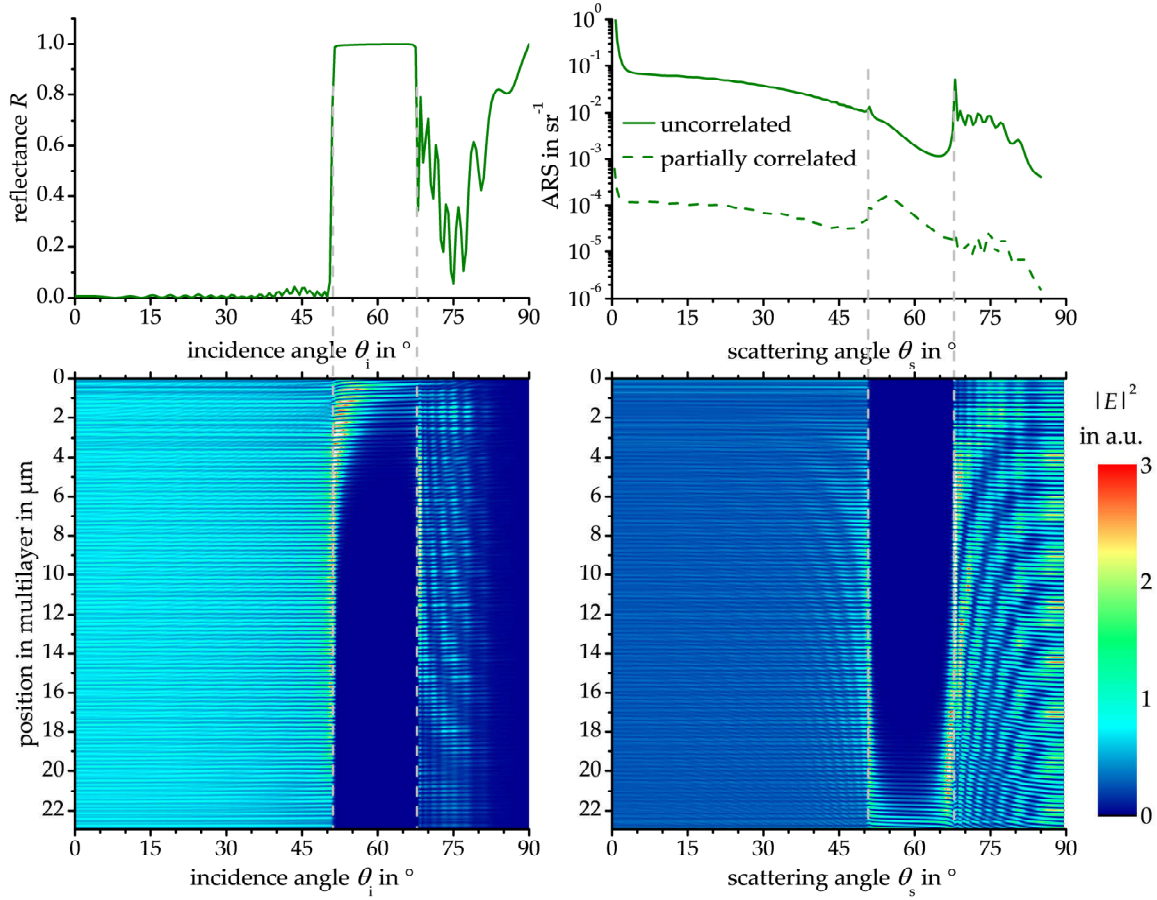 reflectance R
1.0
0.8
0.6
0.4
0.2
0.0
0 15 30 45 60 75 90
incidence angle θi in °
ARS in sr⁻¹
10⁰
10⁻¹
10⁻²
10⁻³
10⁻⁴
10⁻⁵
10⁻⁶
uncorrelated
partially correlated
0 15 30 45 60 75 90
scattering angle θs in °
position in multilayer in µm
0
2
4
6
8
10
12
14
16
18
20
22
0 15 30 45 60 75 90
incidence angle θi in °
0
2
4
6
8
10
12
14
16
18
20
22
0 15 30 45 60 75 90
scattering angle θs in °
|E|²
in a.u.
3
2
1
0